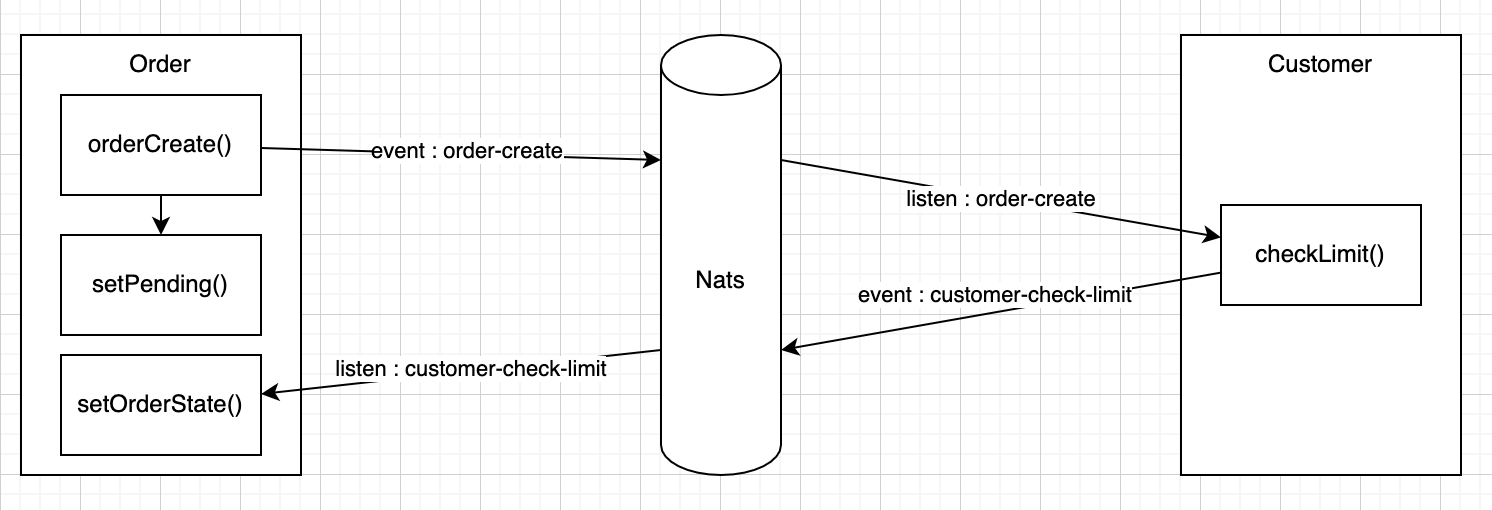 Order
Customer
orderCreate()
event : order-create
listen : order-create
checkLimit()
setPending()
Nats
event : customer-check-limit
listen : customer-check-limit
setOrderState()